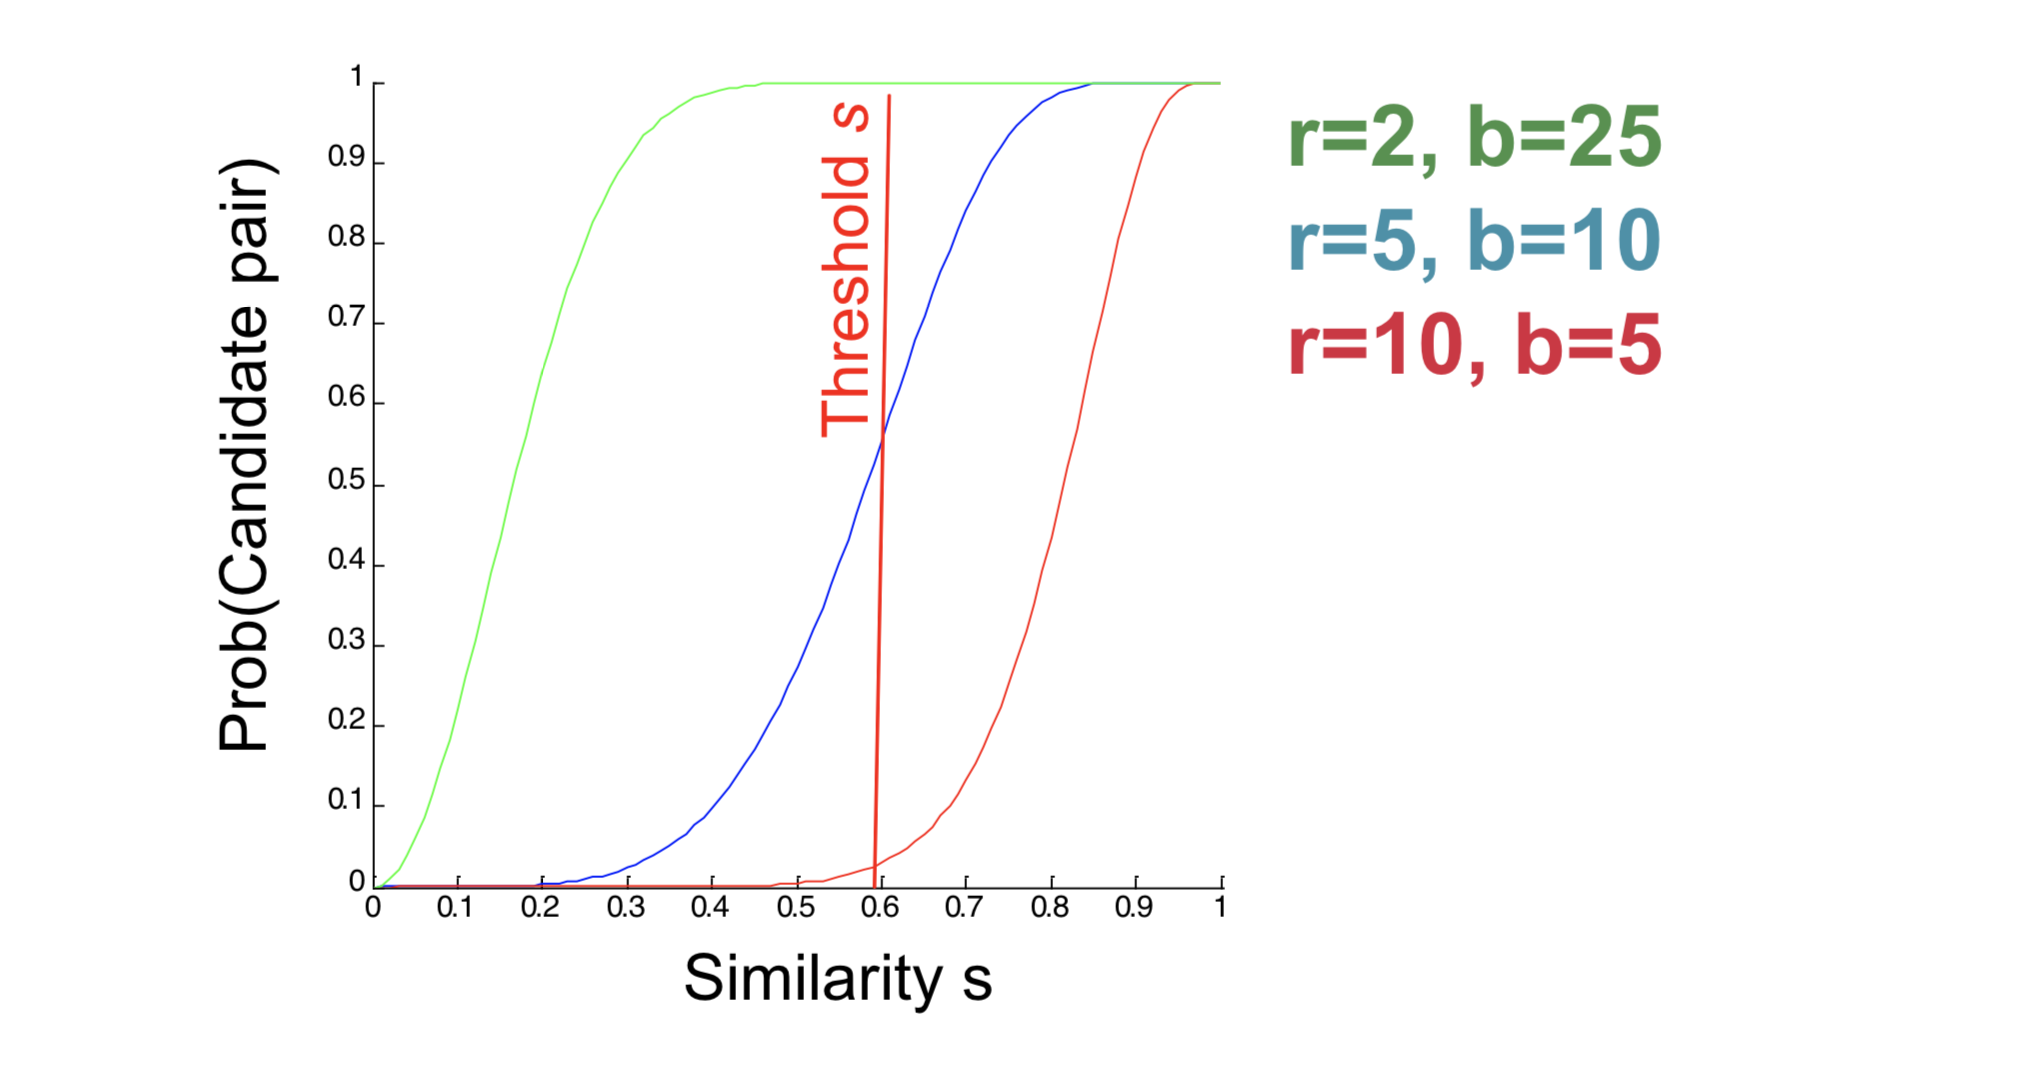 Prob(Candidate pair)
1
0.9
0.8
0.7
0.6
0.5
0.4
0.3
0.2
0.1
0
Threshold s
0 0.1 0.2 0.3 0.4 0.5 0.6 0.7 0.8 0.9 1
Similarity s
r=2, b=25
r=5, b=10
r=10, b=5